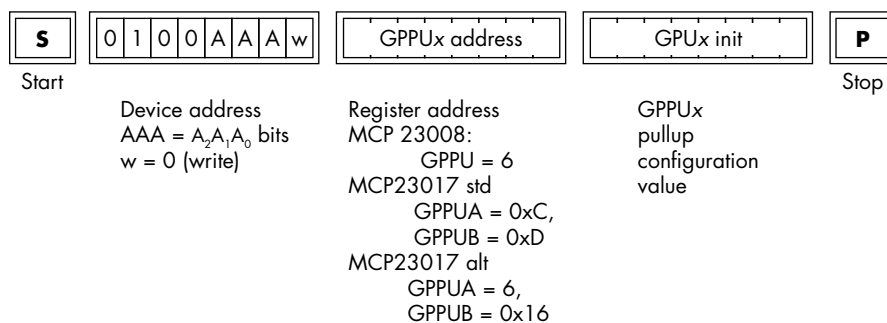 S 0 1 0 0 A A A w GPPUx address GPUx init P
Start Stop
Device address
AAA = A₂A₁A₀ bits
w = 0 (write)
Register address
MCP 23008:
GPPU = 6
MCP23017 std
GPPUA = 0xC,
GPPUB = 0xD
MCP23017 alt
GPPUA = 6,
GPPUB = 0x16
GPPUx
pullup
configuration
value